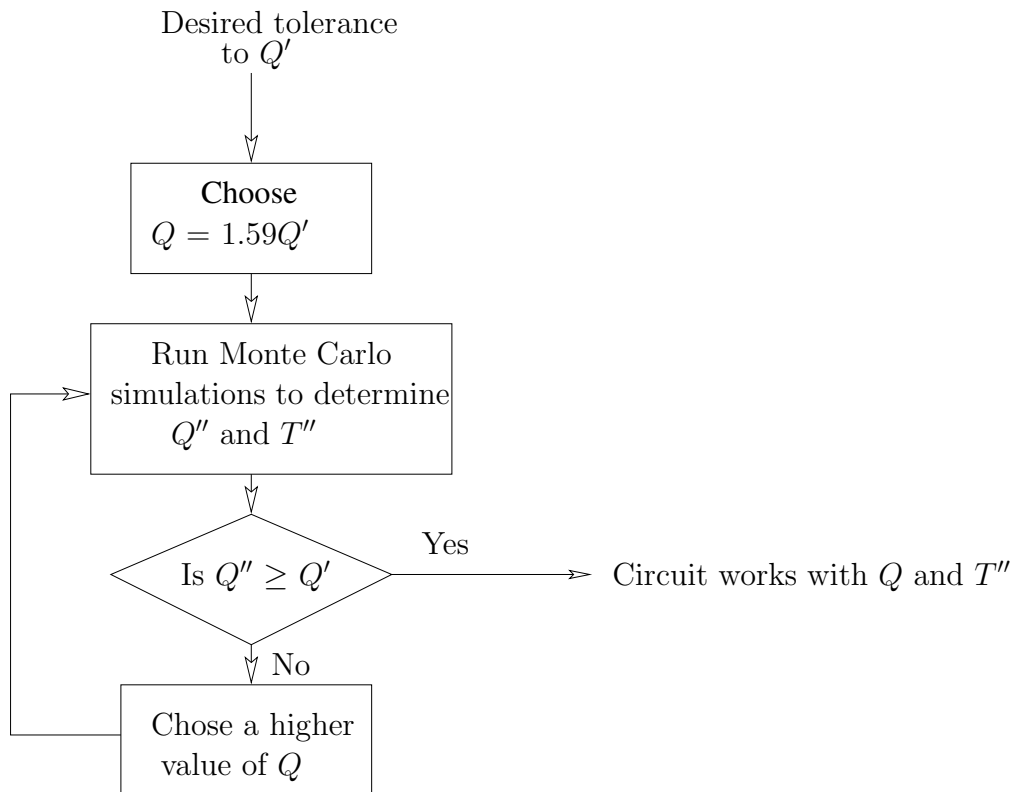 Desired tolerance
to Q′
Choose
Q = 1.59Q′
Run Monte Carlo
simulations to determine
Q′′ and T′′
Is Q′′ ≥ Q′
Yes
Circuit works with Q and T′′
No
Chose a higher
value of Q